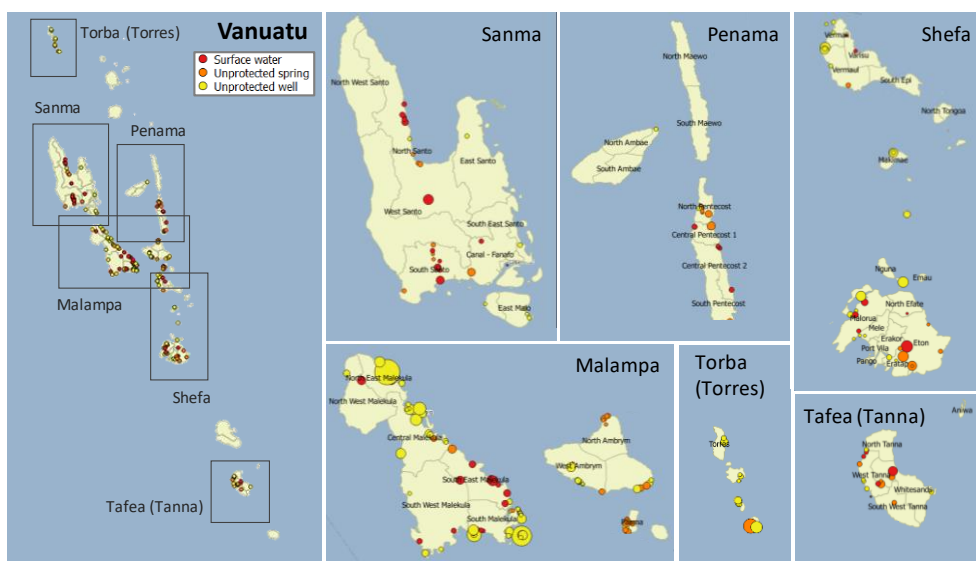 Torba (Torres)
Vanuatu
Surface water
Unprotected spring
Unprotected well
Sanma
Penama
Malampa
Shefa
Tafea (Tanna)
Sanma
North West Santo
North Santo
East Santo
West Santo
South East Santo
Canal - Fanafo
South Santo
East Malo
Penama
North Maewo
South Maewo
North Ambae
South Ambae
North Pentecost
Central Pentecost 1
Central Pentecost 2
South Pentecost
Shefa
Vermali
Varisu
Vermaul
South Epi
North Tongoa
Makimae
Nguna
Emau
North Efate
Malorua
Mele
Erakor
Eton
Port Vila
Pango
Eratap
Malampa
North East Malekula
North West Malekula
Central Malekula
South East Malekula
South West Malekula
South Malekula
North Ambrym
West Ambrym
Paama
Torba
(Torres)
Torres
Tafea (Tanna)
Aniwa
North Tanna
West Tanna
Whitesands
South West Tanna